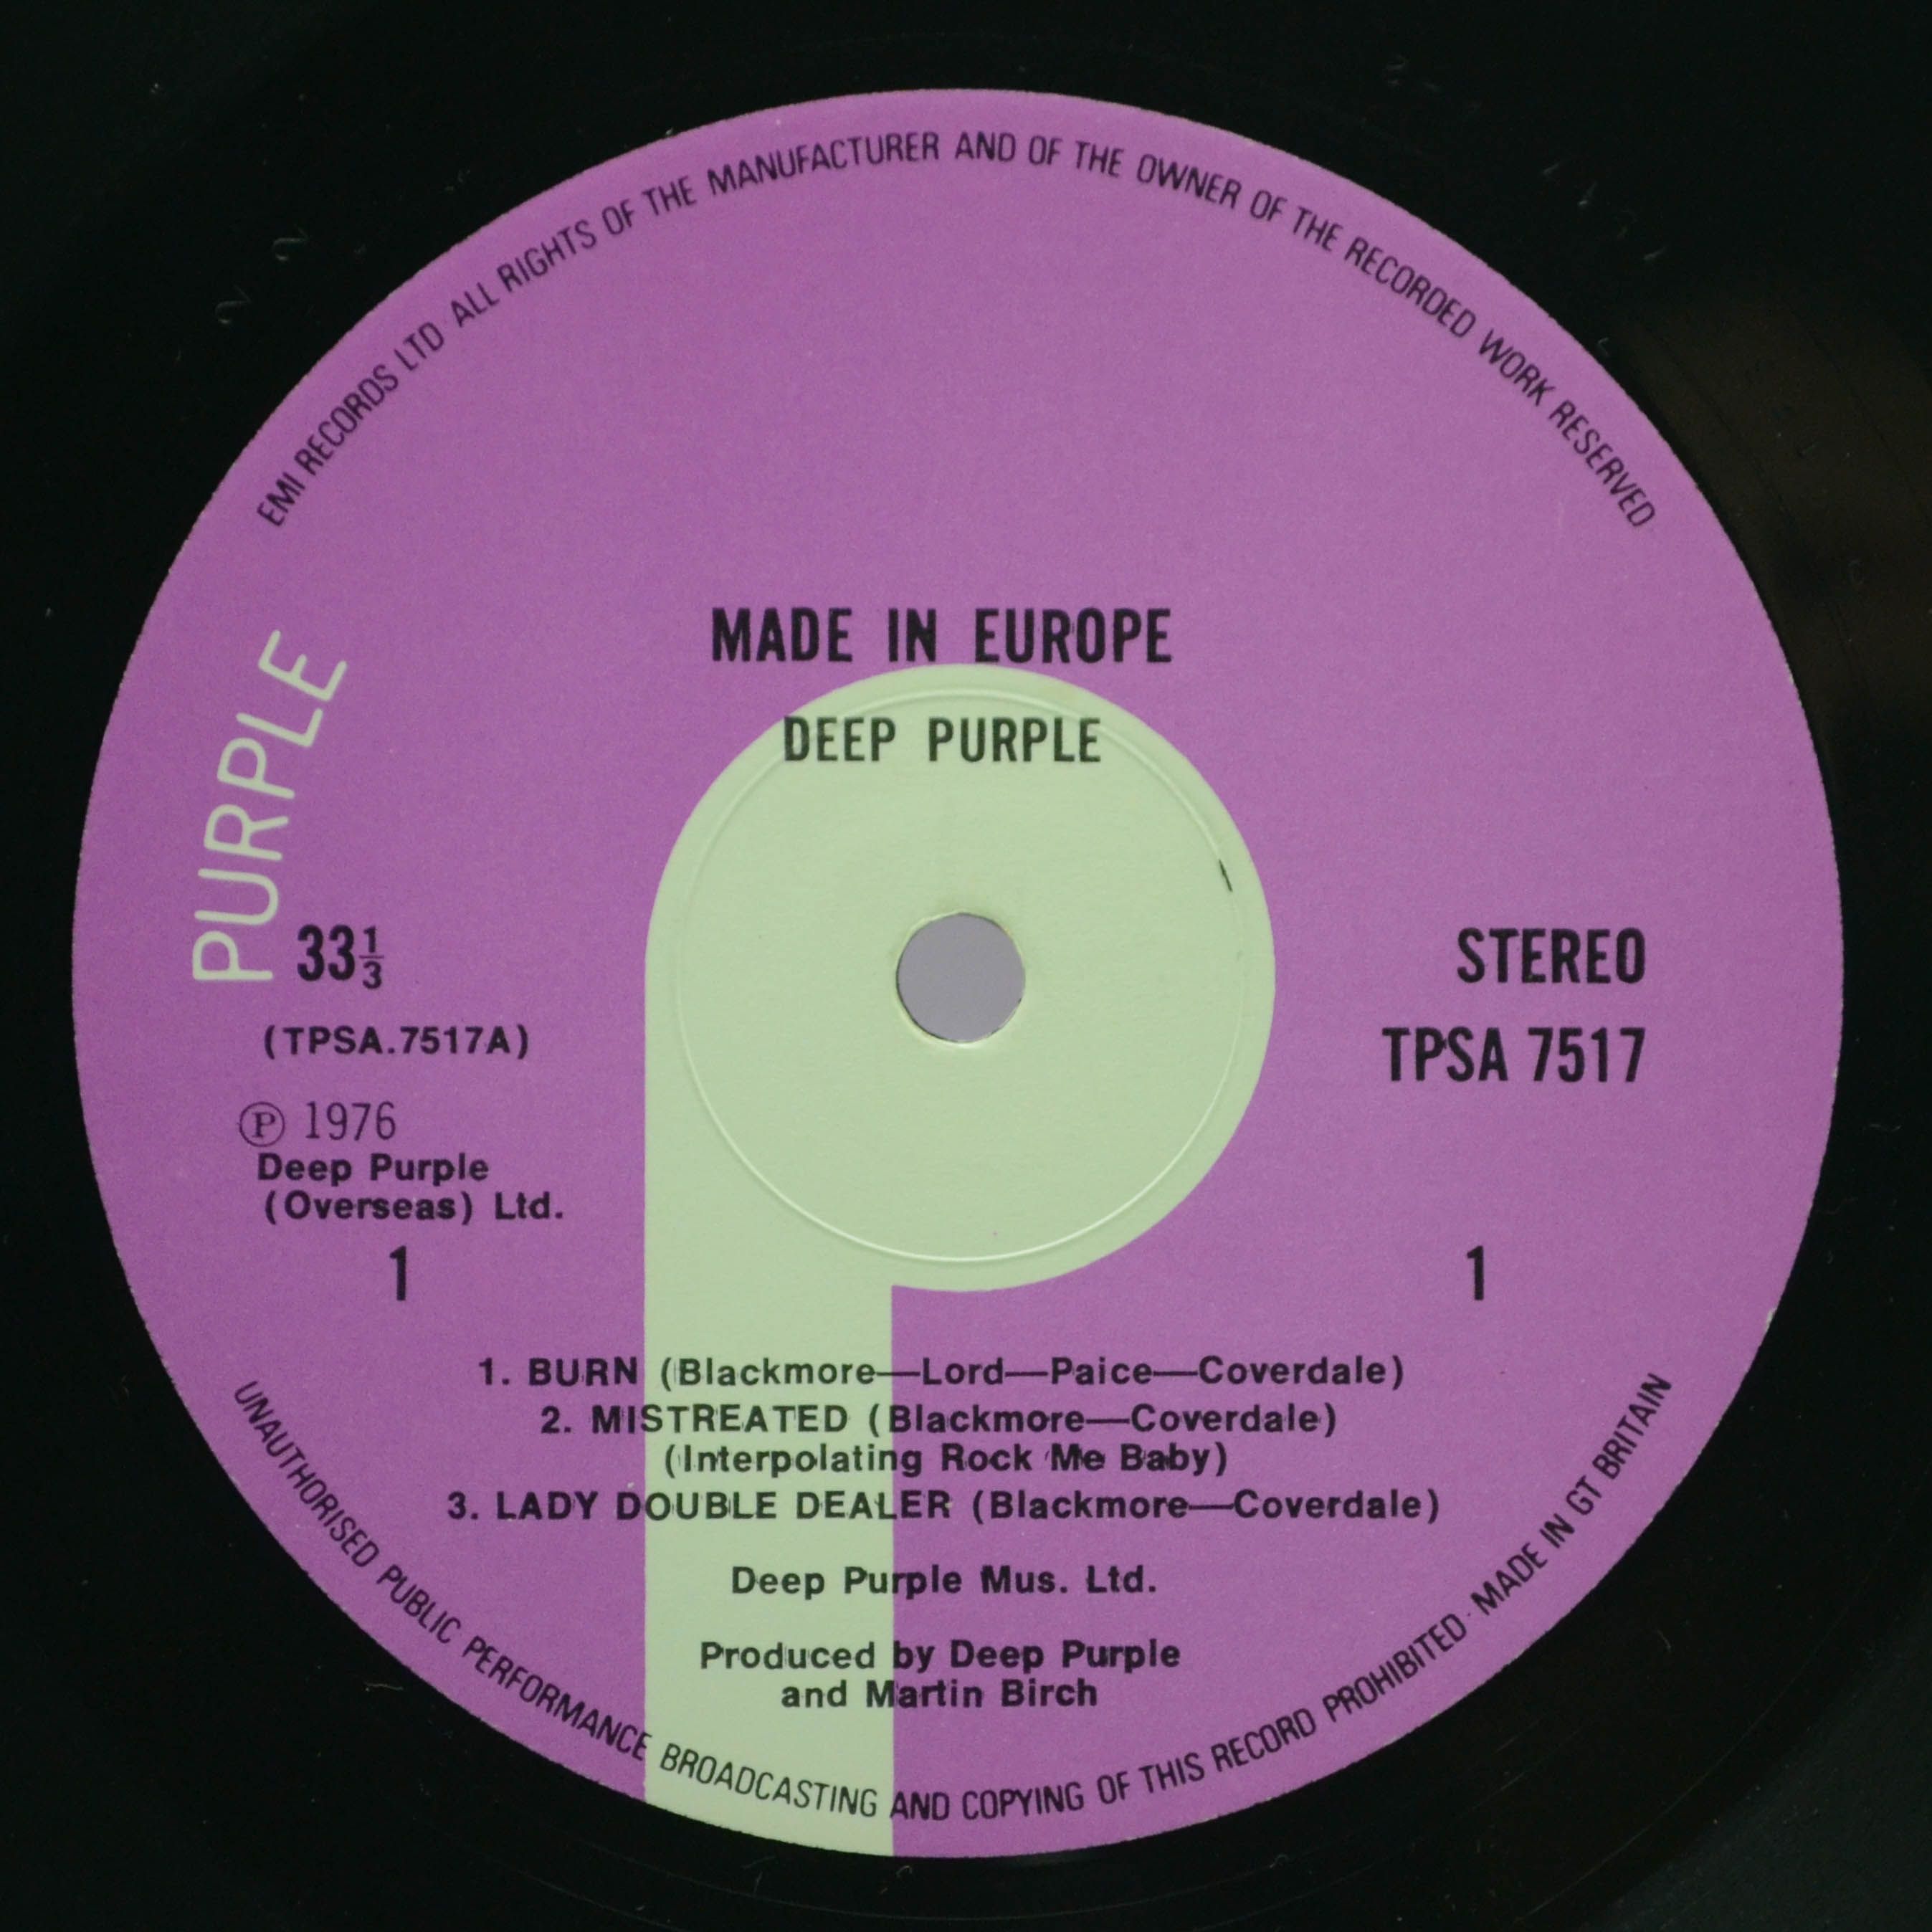 EMI RECORDS LTD ALL RIGHTS OF THE MANUFACTURER AND OF THE OWNER OF THE RECORDED WORK RESERVED
MADE IN EUROPE
DEEP PURPLE
PURPLE
33⅓
STEREO
(TPSA.7517A)
TPSA 7517
Ⓟ 1976
Deep Purple
(Overseas) Ltd.
1
1
1. BURN (Blackmore—Lord—Paice—Coverdale)
2. MISTREATED (Blackmore—Coverdale)
(Interpolating Rock Me Baby)
3. LADY DOUBLE DEALER (Blackmore—Coverdale)
Deep Purple Mus. Ltd.
Produced by Deep Purple
and Martin Birch
UNAUTHORISED PUBLIC PERFORMANCE BROADCASTING AND COPYING OF THIS RECORD PROHIBITED · MADE IN GT BRITAIN